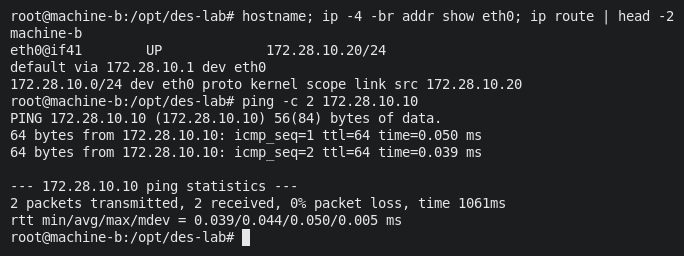 root@machine-b:/opt/des-lab# hostname; ip -4 -br addr show eth0; ip route | head -2
machine-b
eth0@if41        UP             172.28.10.20/24
default via 172.28.10.1 dev eth0
172.28.10.0/24 dev eth0 proto kernel scope link src 172.28.10.20
root@machine-b:/opt/des-lab# ping -c 2 172.28.10.10
PING 172.28.10.10 (172.28.10.10) 56(84) bytes of data.
64 bytes from 172.28.10.10: icmp_seq=1 ttl=64 time=0.050 ms
64 bytes from 172.28.10.10: icmp_seq=2 ttl=64 time=0.039 ms

--- 172.28.10.10 ping statistics ---
2 packets transmitted, 2 received, 0% packet loss, time 1061ms
rtt min/avg/max/mdev = 0.039/0.044/0.050/0.005 ms
root@machine-b:/opt/des-lab#